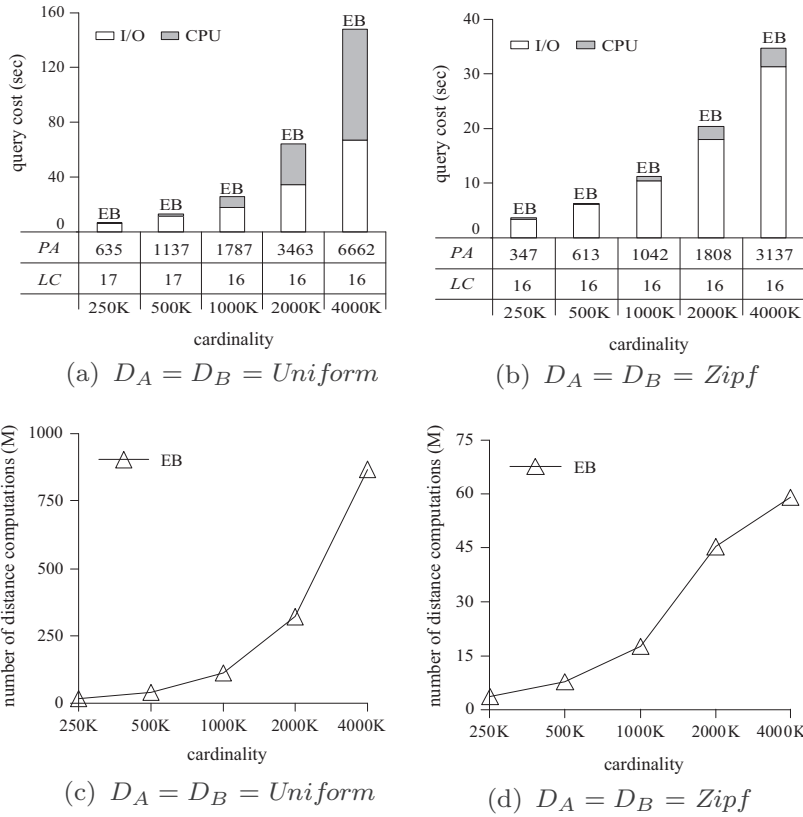 160
120
80
40
0
query cost (sec)
I/O CPU
EB
EB
EB
EB
EB
PA 635 1137 1787 3463 6662
LC 17 17 16 16 16
250K 500K 1000K 2000K 4000K
cardinality
(a) D_A = D_B = Uniform
40
30
20
10
0
query cost (sec)
I/O CPU
EB
EB
EB
EB
EB
PA 347 613 1042 1808 3137
LC 16 16 16 16 16
250K 500K 1000K 2000K 4000K
cardinality
(b) D_A = D_B = Zipf
1000
750
500
250
0
number of distance computations (M)
EB
250K 500K 1000K 2000K 4000K
cardinality
(c) D_A = D_B = Uniform
75
60
45
30
15
0
number of distance computations (M)
EB
250K 500K 1000K 2000K 4000K
cardinality
(d) D_A = D_B = Zipf